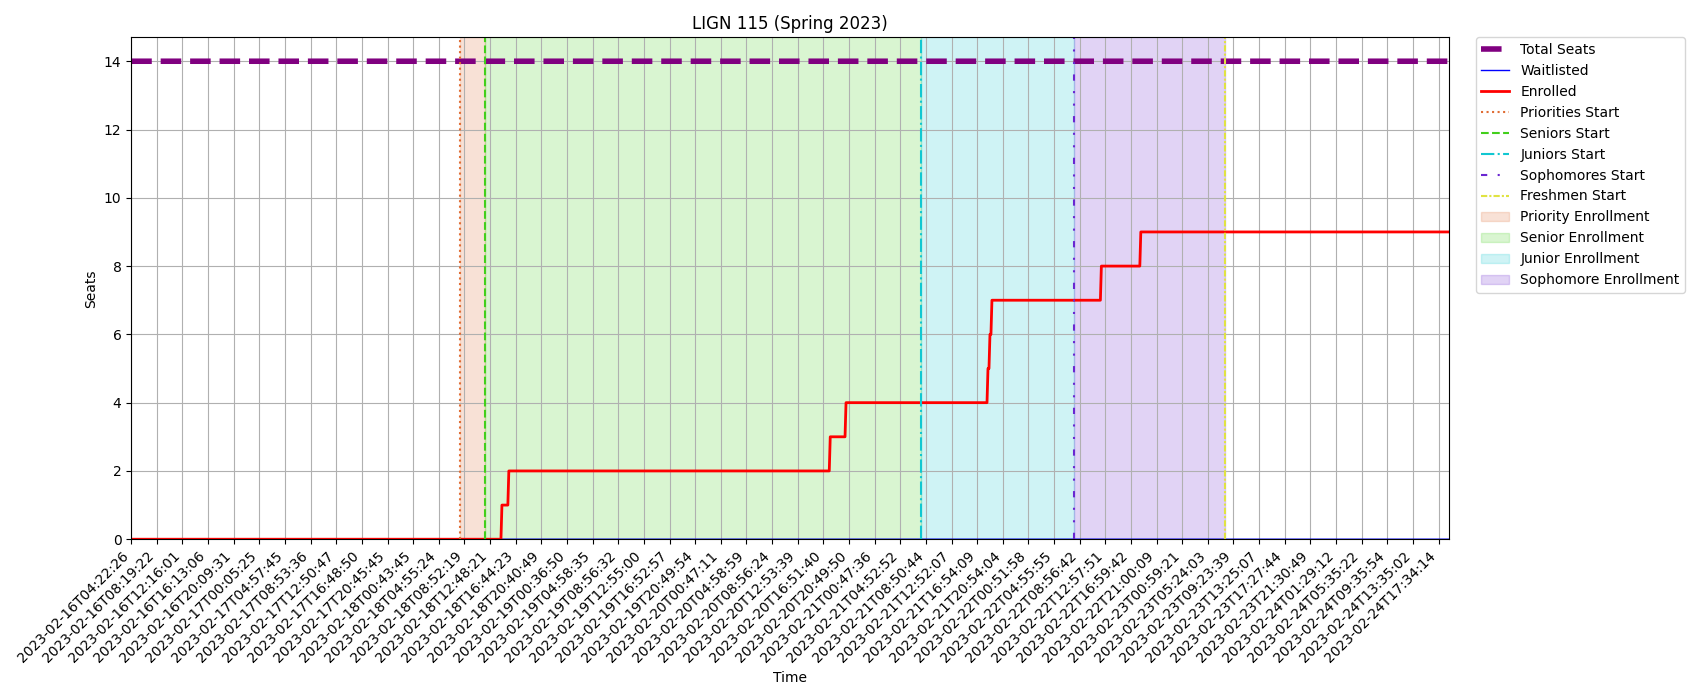 LIGN 115 (Spring 2023)
14
12
10
8
6
4
2
0
Seats
2023-02-16T04:22:26
2023-02-16T08:19:22
2023-02-16T12:16:01
2023-02-16T16:13:06
2023-02-16T20:09:31
2023-02-17T00:05:25
2023-02-17T04:57:45
2023-02-17T08:53:36
2023-02-17T12:50:47
2023-02-17T16:48:50
2023-02-17T20:45:45
2023-02-18T00:43:45
2023-02-18T04:55:24
2023-02-18T08:52:19
2023-02-18T12:48:21
2023-02-18T16:44:23
2023-02-18T20:40:49
2023-02-19T00:36:50
2023-02-19T04:58:35
2023-02-19T08:56:32
2023-02-19T12:55:00
2023-02-19T16:52:57
2023-02-19T20:49:54
2023-02-20T00:47:11
2023-02-20T04:58:59
2023-02-20T08:56:24
2023-02-20T12:53:39
2023-02-20T16:51:40
2023-02-20T20:49:50
2023-02-21T00:47:36
2023-02-21T04:52:52
2023-02-21T08:50:44
2023-02-21T12:52:07
2023-02-21T16:54:09
2023-02-21T20:54:04
2023-02-22T00:51:58
2023-02-22T04:55:55
2023-02-22T08:56:42
2023-02-22T12:57:51
2023-02-22T16:59:42
2023-02-22T21:00:09
2023-02-23T00:59:21
2023-02-23T05:24:03
2023-02-23T09:23:39
2023-02-23T13:25:07
2023-02-23T17:27:44
2023-02-23T21:30:49
2023-02-24T01:29:12
2023-02-24T05:35:22
2023-02-24T09:35:54
2023-02-24T13:35:02
2023-02-24T17:34:14
Time
Total Seats
Waitlisted
Enrolled
Priorities Start
Seniors Start
Juniors Start
Sophomores Start
Freshmen Start
Priority Enrollment
Senior Enrollment
Junior Enrollment
Sophomore Enrollment